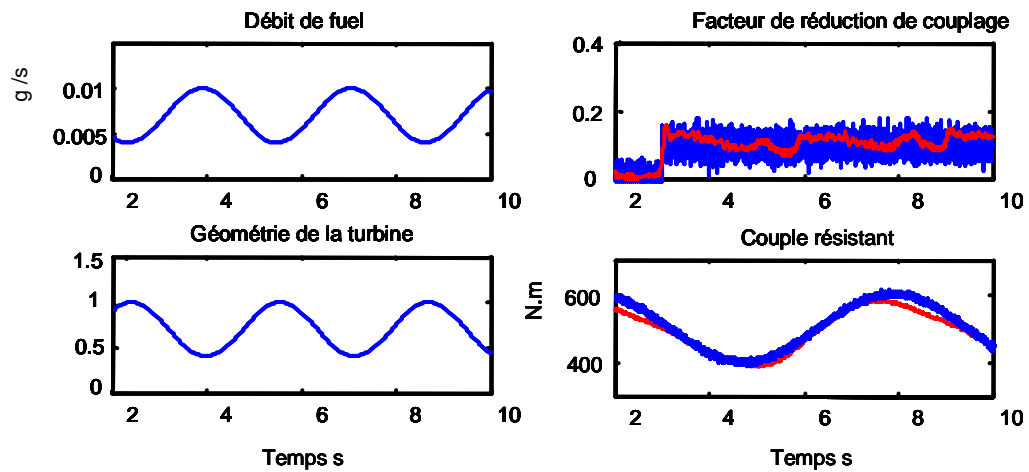 Débit de fuel
g /s
0.01
0.005
0
2 4 6 8 10
Facteur de réduction de couplage
0.4
0.2
0
2 4 6 8 10
Géométrie de la turbine
1.5
1
0.5
0
2 4 6 8 10
Temps s
Couple résistant
N.m
600
400
2 4 6 8 10
Temps s